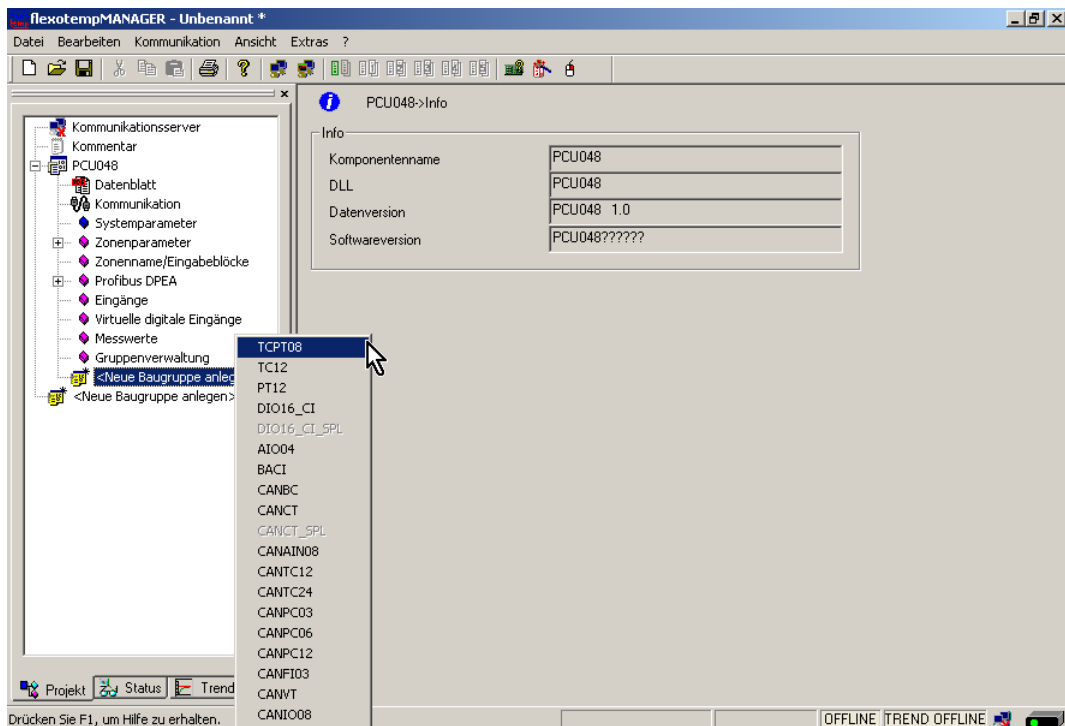 flexotempMANAGER - Unbenannt *
Datei Bearbeiten Kommunikation Ansicht Extras ?
PCU048->Info
Info
Komponentenname PCU048
DLL PCU048
Datenversion PCU048 1.0
Softwareversion PCU048??????
Kommunikationsserver
Kommentar
PCU048
Datenblatt
Kommunikation
Systemparameter
Zonenparameter
Zonenname/Eingabeblöcke
Profibus DPEA
Eingänge
Virtuelle digitale Eingänge
Messwerte
Gruppenverwaltung
<Neue Baugruppe anleg
<Neue Baugruppe anlegen>
TCPT08
TC12
PT12
DIO16_CI
DIO16_CI_SPL
AIO04
BACI
CANBC
CANCT
CANCT_SPL
CANAIN08
CANTC12
CANTC24
CANPC03
CANPC06
CANPC12
CANFI03
CANVT
CANIO08
Projekt Status Trend
Drücken Sie F1, um Hilfe zu erhalten.
OFFLINE TREND OFFLINE